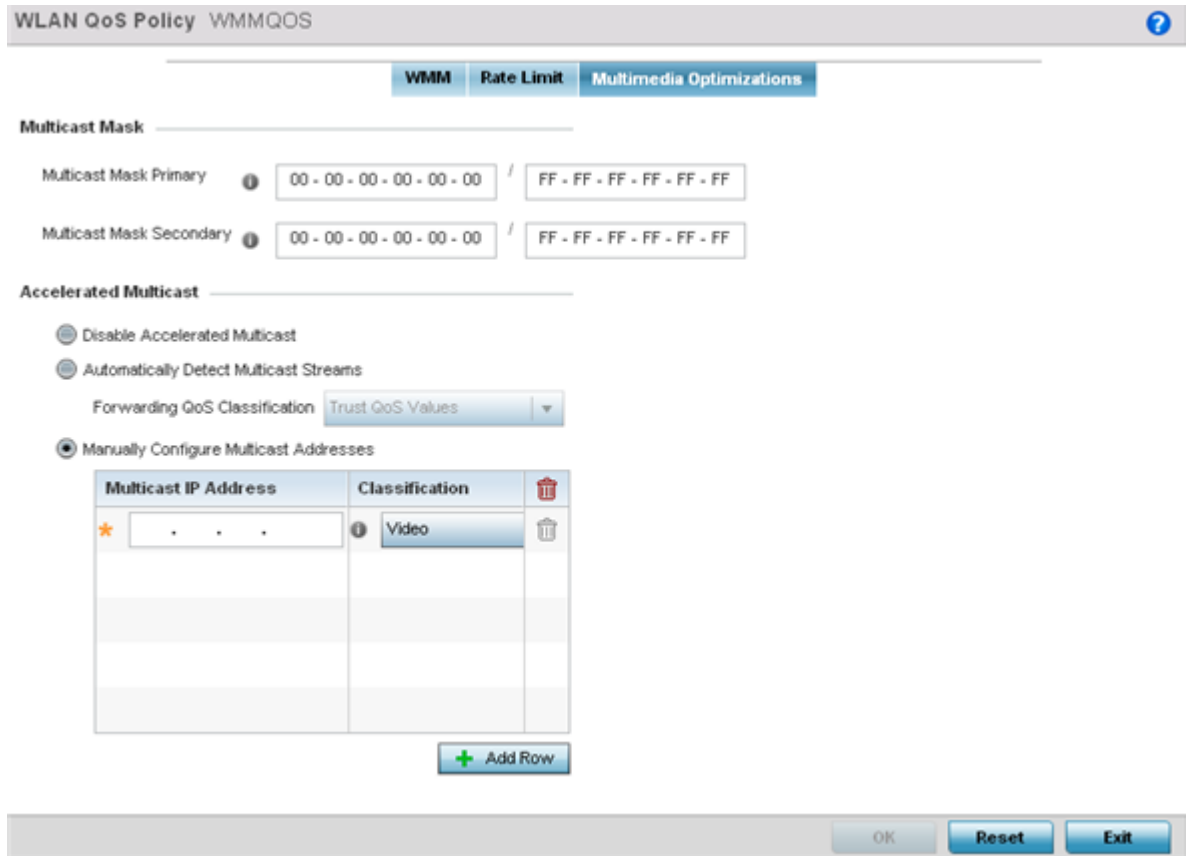 WLAN QoS Policy WMMQOS ?
WMM Rate Limit Multimedia Optimizations
Multicast Mask
Multicast Mask Primary i 00 - 00 - 00 - 00 - 00 - 00 / FF - FF - FF - FF - FF - FF
Multicast Mask Secondary i 00 - 00 - 00 - 00 - 00 - 00 / FF - FF - FF - FF - FF - FF
Accelerated Multicast
Disable Accelerated Multicast
Automatically Detect Multicast Streams
Forwarding QoS Classification Trust QoS Values
Manually Configure Multicast Addresses
Multicast IP Address Classification
* . . . i Video
+ Add Row
OK Reset Exit